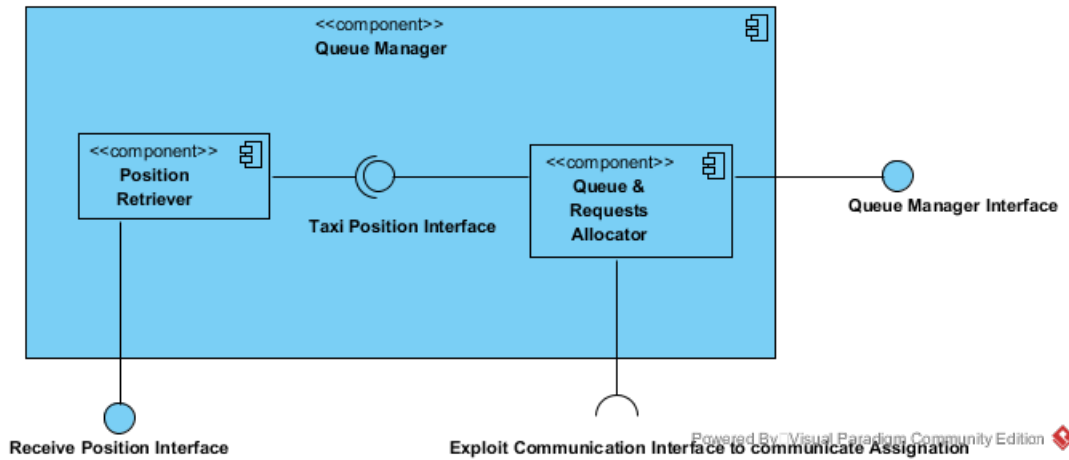 <<component>>
Queue Manager
<<component>>
Position
Retriever
<<component>>
Queue &
Requests
Allocator
Taxi Position Interface
Queue Manager Interface
Receive Position Interface
Exploit Communication Interface to communicate Assignation
Powered By Visual Paradigm Community Edition